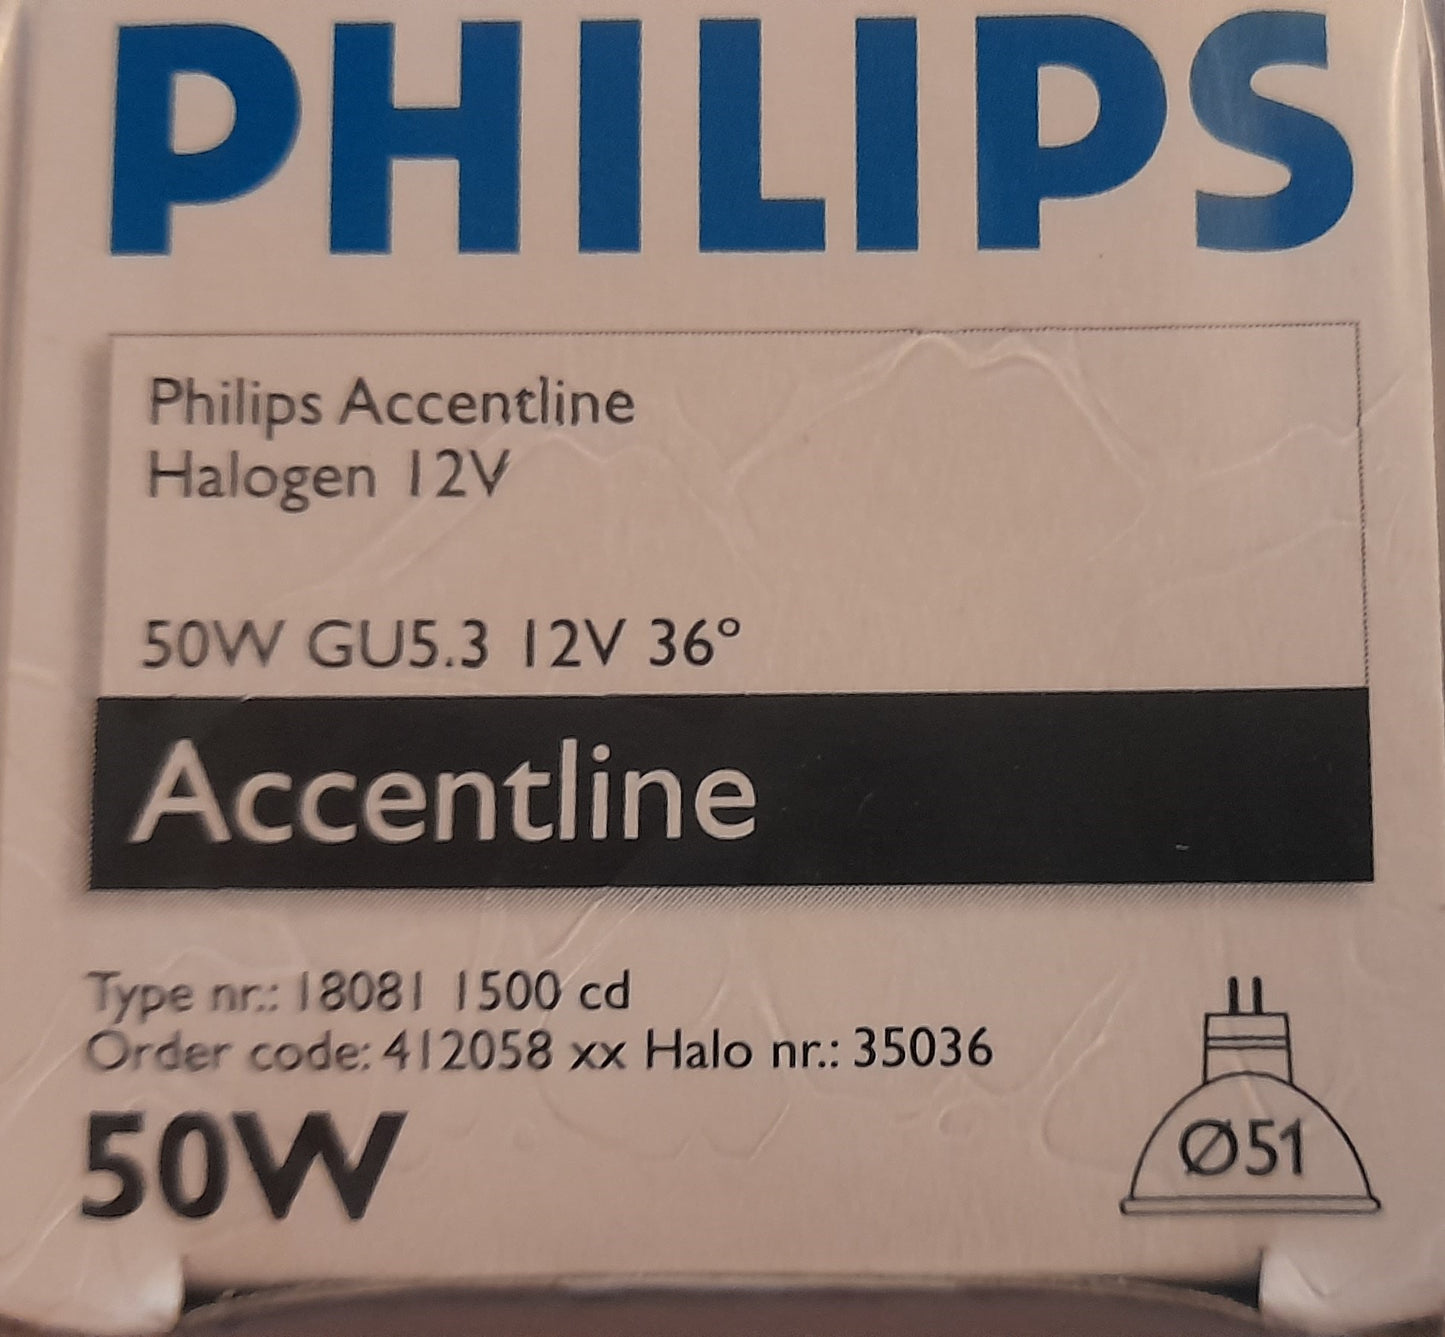 PHILIPS
Philips Accentline
Halogen 12V
50W GU5.3 12V 36°
Accentline
Type nr.: 18081 1500 cd
Order code: 412058 xx Halo nr.: 35036
50W
Ø51